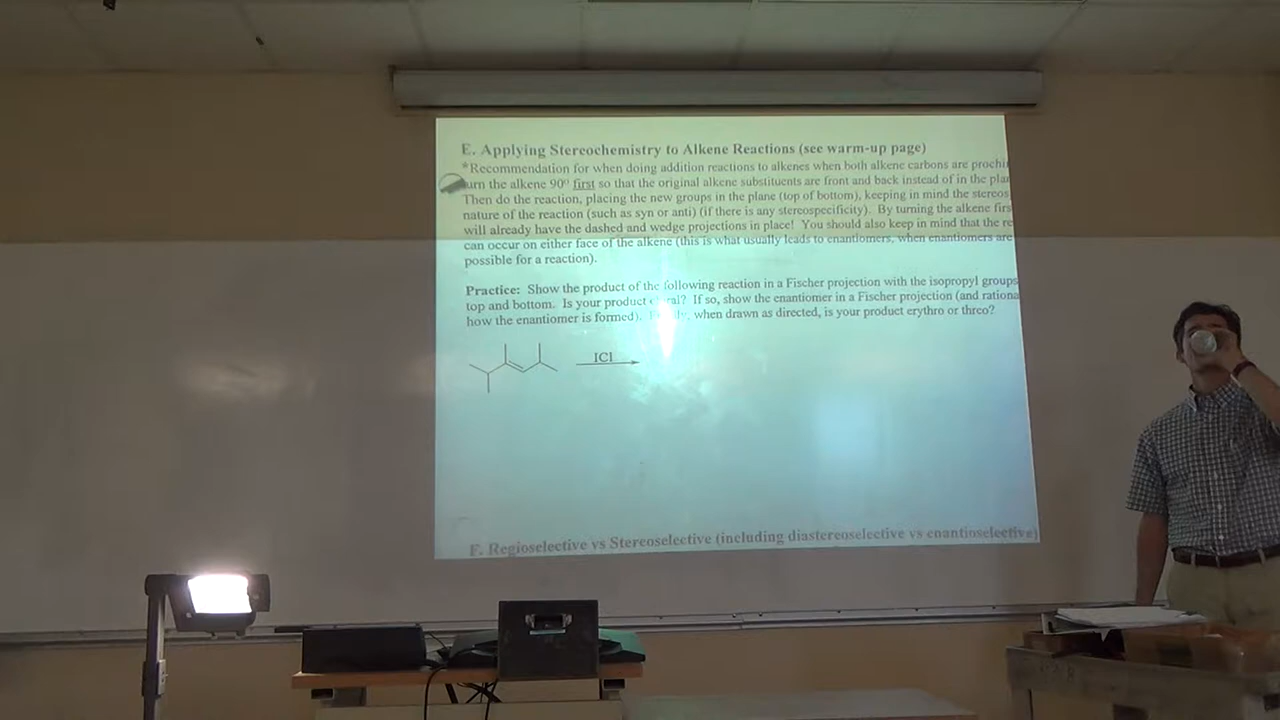 E. Applying Stereochemistry to Alkene Reactions (see warm-up page)
*Recommendation for when doing addition reactions to alkenes when both alkene carbons are prochi
urn the alkene 90º first so that the original alkene substituents are front and back instead of in the plan
Then do the reaction, placing the new groups in the plane (top of bottom), keeping in mind the stereos
nature of the reaction (such as syn or anti) (if there is any stereospecificity). By turning the alkene firs
will already have the dashed and wedge projections in place! You should also keep in mind that the re
can occur on either face of the alkene (this is what usually leads to enantiomers, when enantiomers are
possible for a reaction).
Practice: Show the product of the following reaction in a Fischer projection with the isopropyl groups
top and bottom. Is your product ral? If so, show the enantiomer in a Fischer projection (and rationa
how the enantiomer is formed). when drawn as directed, is your product erythro or threo?
ICl
F. Regioselective vs Stereoselective (including diastereoselective vs enantioselective)